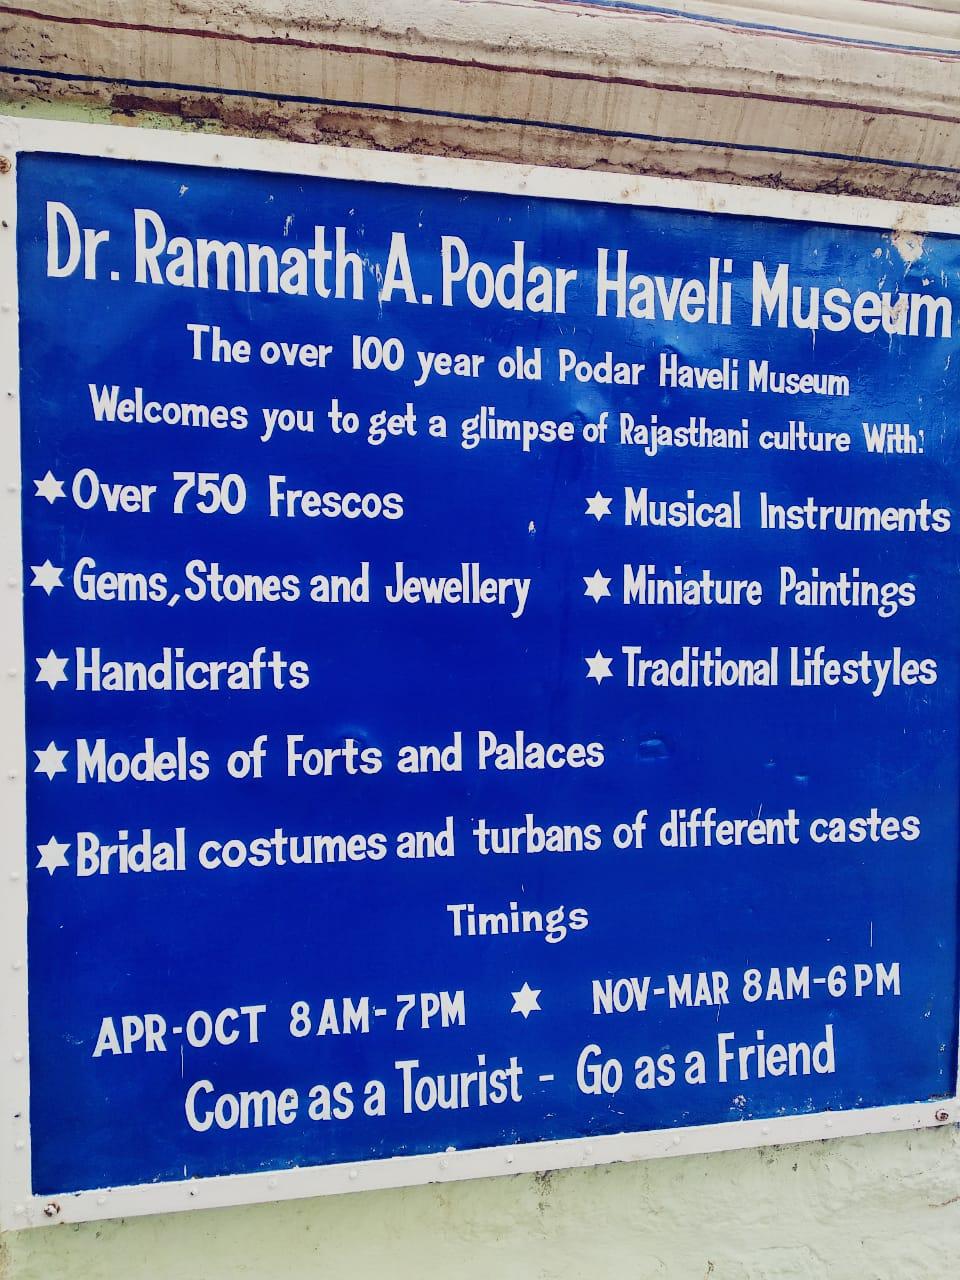 Dr. Ramnath A. Podar Haveli Museum
The over 100 year old Podar Haveli Museum
Welcomes you to get a glimpse of Rajasthani culture With:
✶ Over 750 Frescos ✶ Musical Instruments
✶ Gems, Stones and Jewellery ✶ Miniature Paintings
✶ Handicrafts ✶ Traditional Lifestyles
✶ Models of Forts and Palaces
✶ Bridal costumes and turbans of different castes
Timings
APR-OCT 8AM-7PM ✶ NOV-MAR 8AM-6PM
Come as a Tourist - Go as a Friend